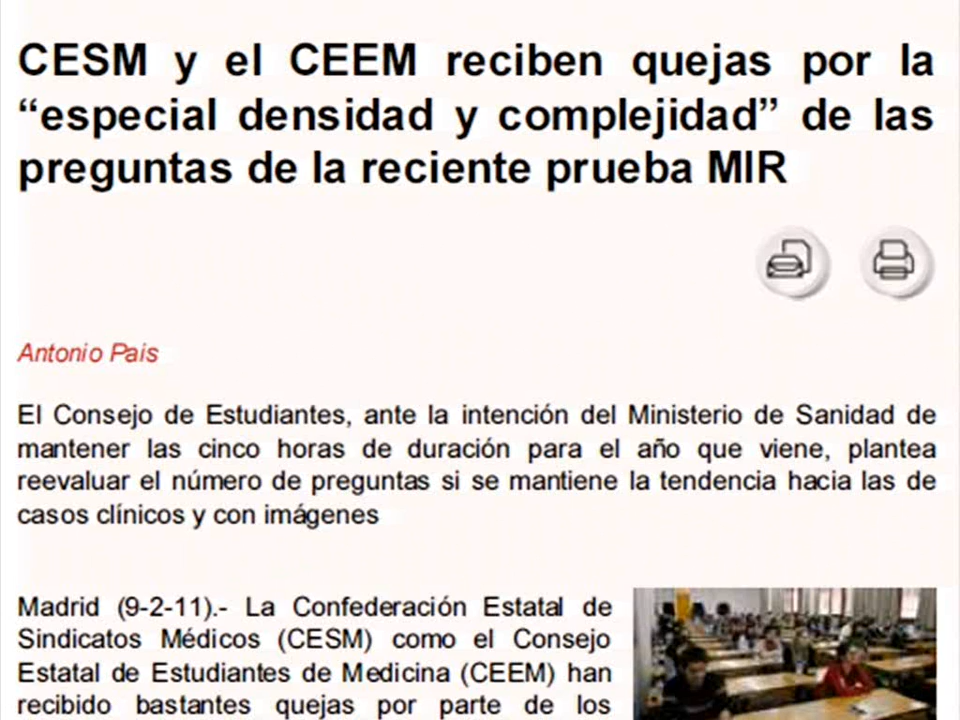 CESM y el CEEM reciben quejas por la
“especial densidad y complejidad” de las
preguntas de la reciente prueba MIR
Antonio Pais
El Consejo de Estudiantes, ante la intención del Ministerio de Sanidad de
mantener las cinco horas de duración para el año que viene, plantea
reevaluar el número de preguntas si se mantiene la tendencia hacia las de
casos clínicos y con imágenes
Madrid (9-2-11).- La Confederación Estatal de
Sindicatos Médicos (CESM) como el Consejo
Estatal de Estudiantes de Medicina (CEEM) han
recibido bastantes quejas por parte de los